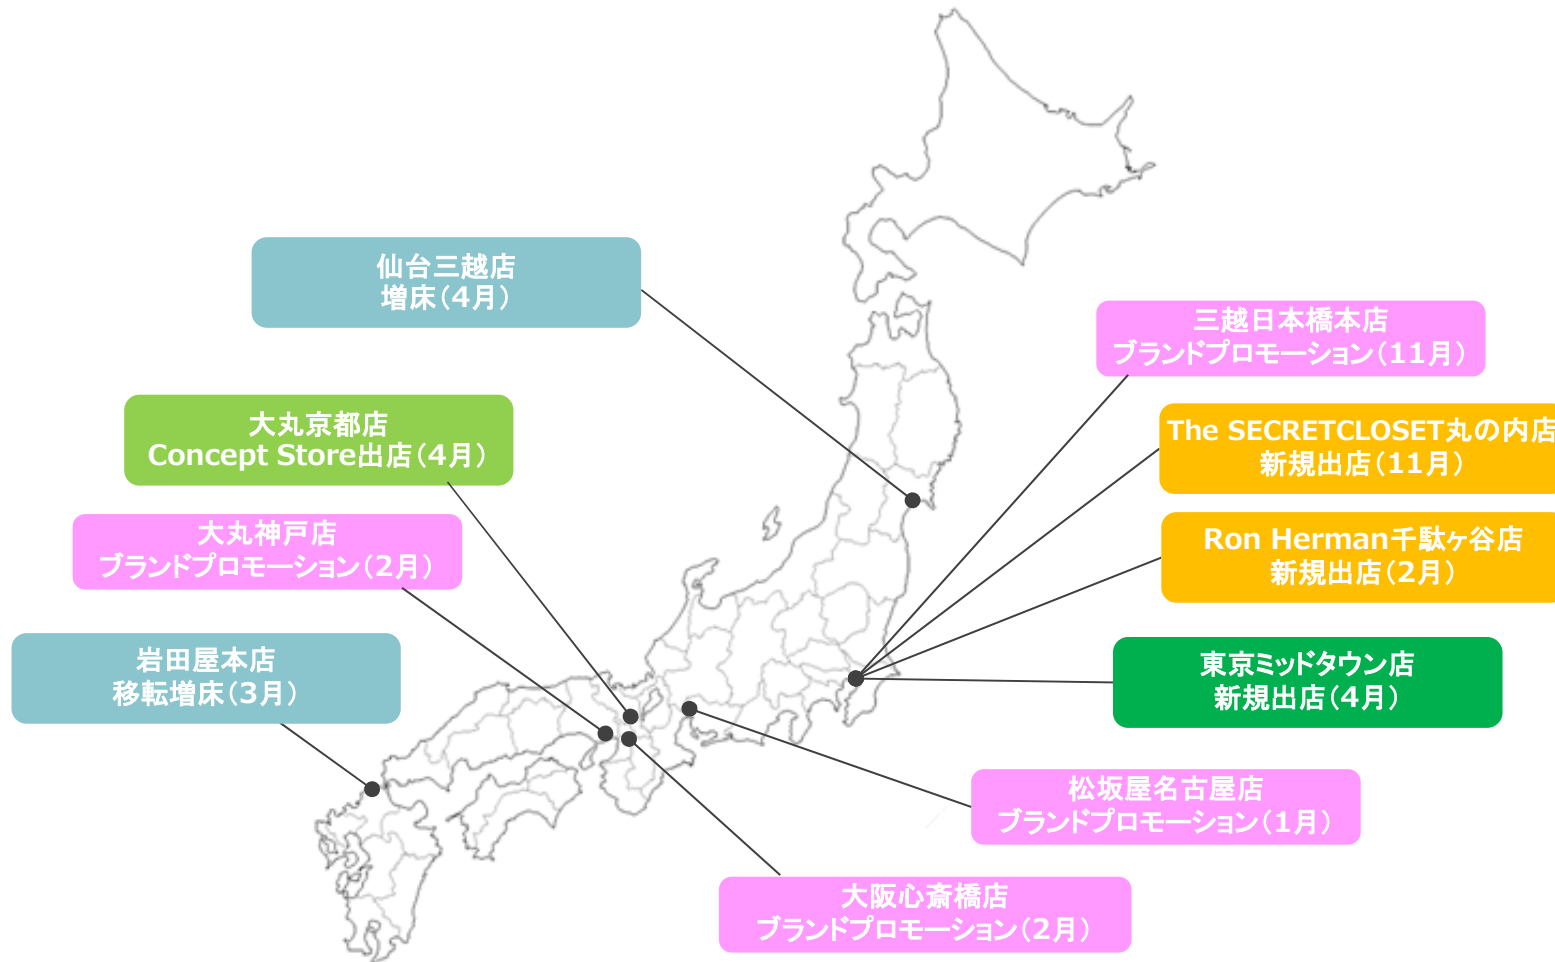 仙台三越店
増床（4月）
三越日本橋本店
ブランドプロモーション（11月）
大丸京都店
Concept Store出店（4月）
The SECRETCLOSET丸の内店
新規出店（11月）
大丸神戸店
ブランドプロモーション（2月）
Ron Herman千駄ヶ谷店
新規出店（2月）
岩田屋本店
移転増床（3月）
東京ミッドタウン店
新規出店（4月）
松坂屋名古屋店
ブランドプロモーション（1月）
大阪心斎橋店
ブランドプロモーション（2月）